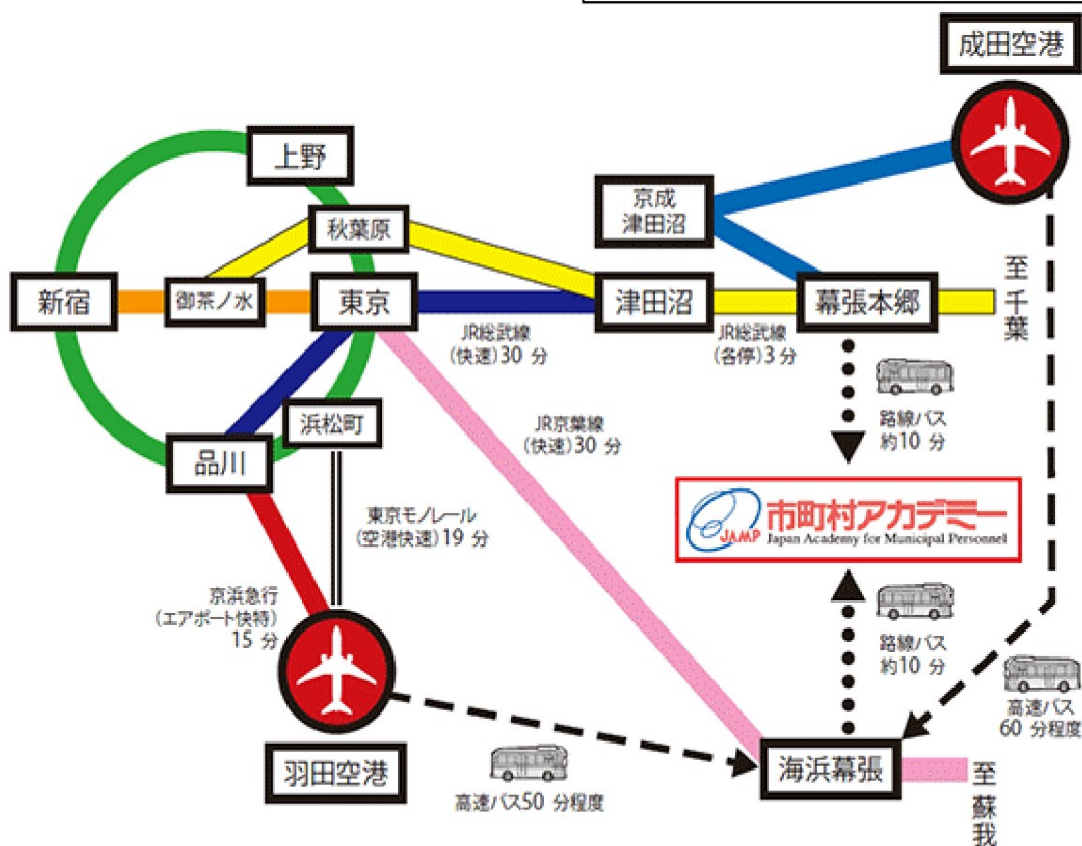 成田空港
上野
京成
津田沼
秋葉原
至
千
葉
新宿
御茶ノ水
東京
津田沼
幕張本郷
JR総武線
(快速)30 分
JR総武線
(各停)3 分
路線バス
約10 分
浜松町
JR京葉線
(快速)30 分
品川
市町村アカデミー
JAMP
Japan Academy for Municipal Personnel
東京モノレール
(空港快速)19 分
京浜急行
(エアポート快特)
15 分
路線バス
約10 分
高速バス
60 分程度
羽田空港
高速バス50 分程度
海浜幕張
至
蘇
我